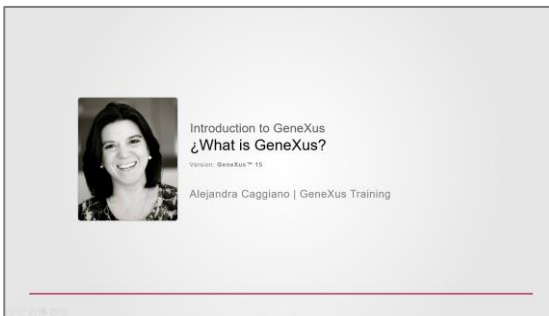 Introduction to GeneXus
¿What is GeneXus?
Version: GeneXus™ 15
Alejandra Caggiano | GeneXus Training